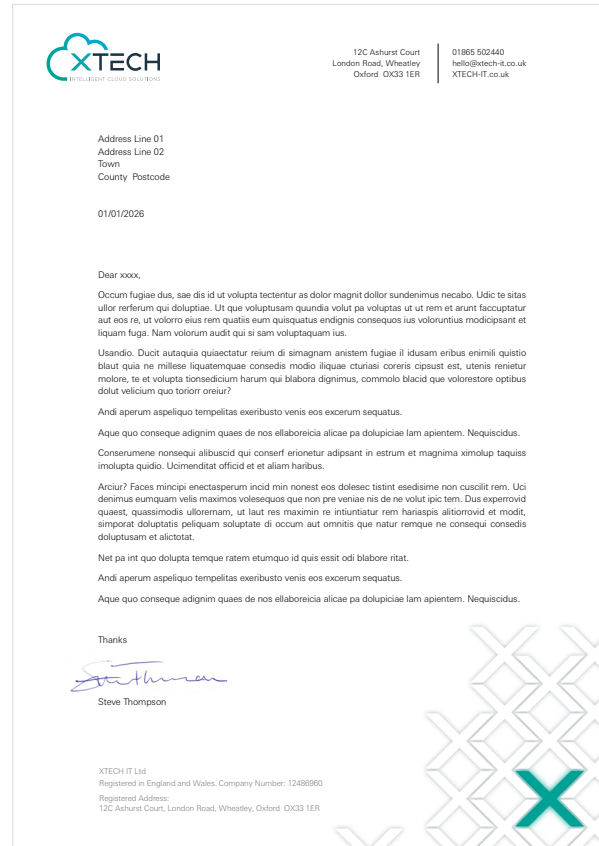 XTECH
INTELLIGENT CLOUD SOLUTIONS
12C Ashurst Court
London Road, Wheatley
Oxford OX33 1ER
01865 502440
hello@xtech-it.co.uk
XTECH-IT.co.uk
Address Line 01
Address Line 02
Town
County Postcode
01/01/2026
Dear xxxx,
Occum fugiae dus, sae dis id ut volupta tectentur as dolor magnit dollor sundenimus necabo. Udic te sitas
ullor rerferum qui doluptiae. Ut que voluptusam quundia volut pa voluptas ut ut rem et arunt faccuptatur
aut eos re, ut volorro eius rem quatiis eum quisquatus endignis consequos ius voloruntius modicipsant et
liquam fuga. Nam volorum audit qui si sam voluptaquam ius.
Usandio. Ducit autaquia quiaectatur reium di simagnam anistem fugiae il idusam eribus enimili quistio
blaut quia ne millese liquatemquae consedis modio iliquae cturiasi coreris cipsust est, utenis renietur
molore, te et volupta tionsedicium harum qui blabora dignimus, commolo blacid que volorestore optibus
dolut velicium quo toriorr oreiur?
Andi aperum aspeliquo tempelitas exeribusto venis eos excerum sequatus.
Aque quo conseque adignim quaes de nos ellaboreicia alicae pa dolupiciae lam apientem. Nequiscidus.
Conserumene nonsequi alibuscid qui conserf erionetur adipsant in estrum et magnima ximolup taquiss
imolupta quidio. Ucimenditat officid et et aliam haribus.
Arciur? Faces mincipi enectasperum incid min nonest eos dolesec tistint esedisime non cuscilit rem. Uci
denimus eumquam velis maximos volesequos que non pre veniae nis de ne volut ipic tem. Dus experrovid
quaest, quassimodis ullorernam, ut laut res maximin re intiuntiatur rem hariaspis alitiorrovid et modit,
simporat doluptatis peliquam soluptate di occum aut omnitis que natur remque ne consequi consedis
doluptusam et alictotat.
Net pa int quo dolupta temque ratem etumquo id quis essit odi blabore ritat.
Andi aperum aspeliquo tempelitas exeribusto venis eos excerum sequatus.
Aque quo conseque adignim quaes de nos ellaboreicia alicae pa dolupiciae lam apientem. Nequiscidus.
Thanks
Steve Thompson
XTECH IT Ltd
Registered in England and Wales. Company Number: 12486960
Registered Address:
12C Ashurst Court, London Road, Wheatley, Oxford OX33 1ER